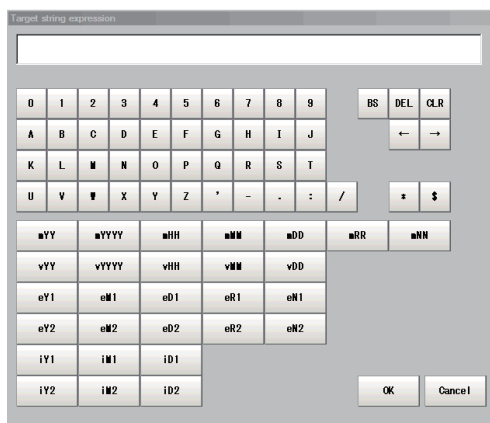 Target string expression
0 1 2 3 4 5 6 7 8 9 BS DEL CLR
A B C D E F G H I J ← →
K L M N O P Q R S T
U V W X Y Z ' - . : / * $
mYY mYYYY mHH mMM mDD mRR mNN
vYY vYYYY vHH vMM vDD
eY1 eM1 eD1 eR1 eN1
eY2 eM2 eD2 eR2 eN2
iY1 iM1 iD1
iY2 iM2 iD2 OK Cancel